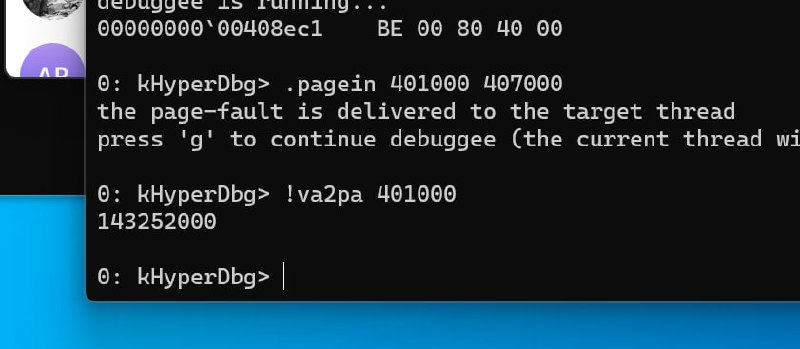 debuggee is running...
00000000`00408ec1    BE 00 80 40 00
0: kHyperDbg> .pagein 401000 407000
the page-fault is delivered to the target thread
press 'g' to continue debuggee (the current thread wi
0: kHyperDbg> !va2pa 401000
143252000
0: kHyperDbg>